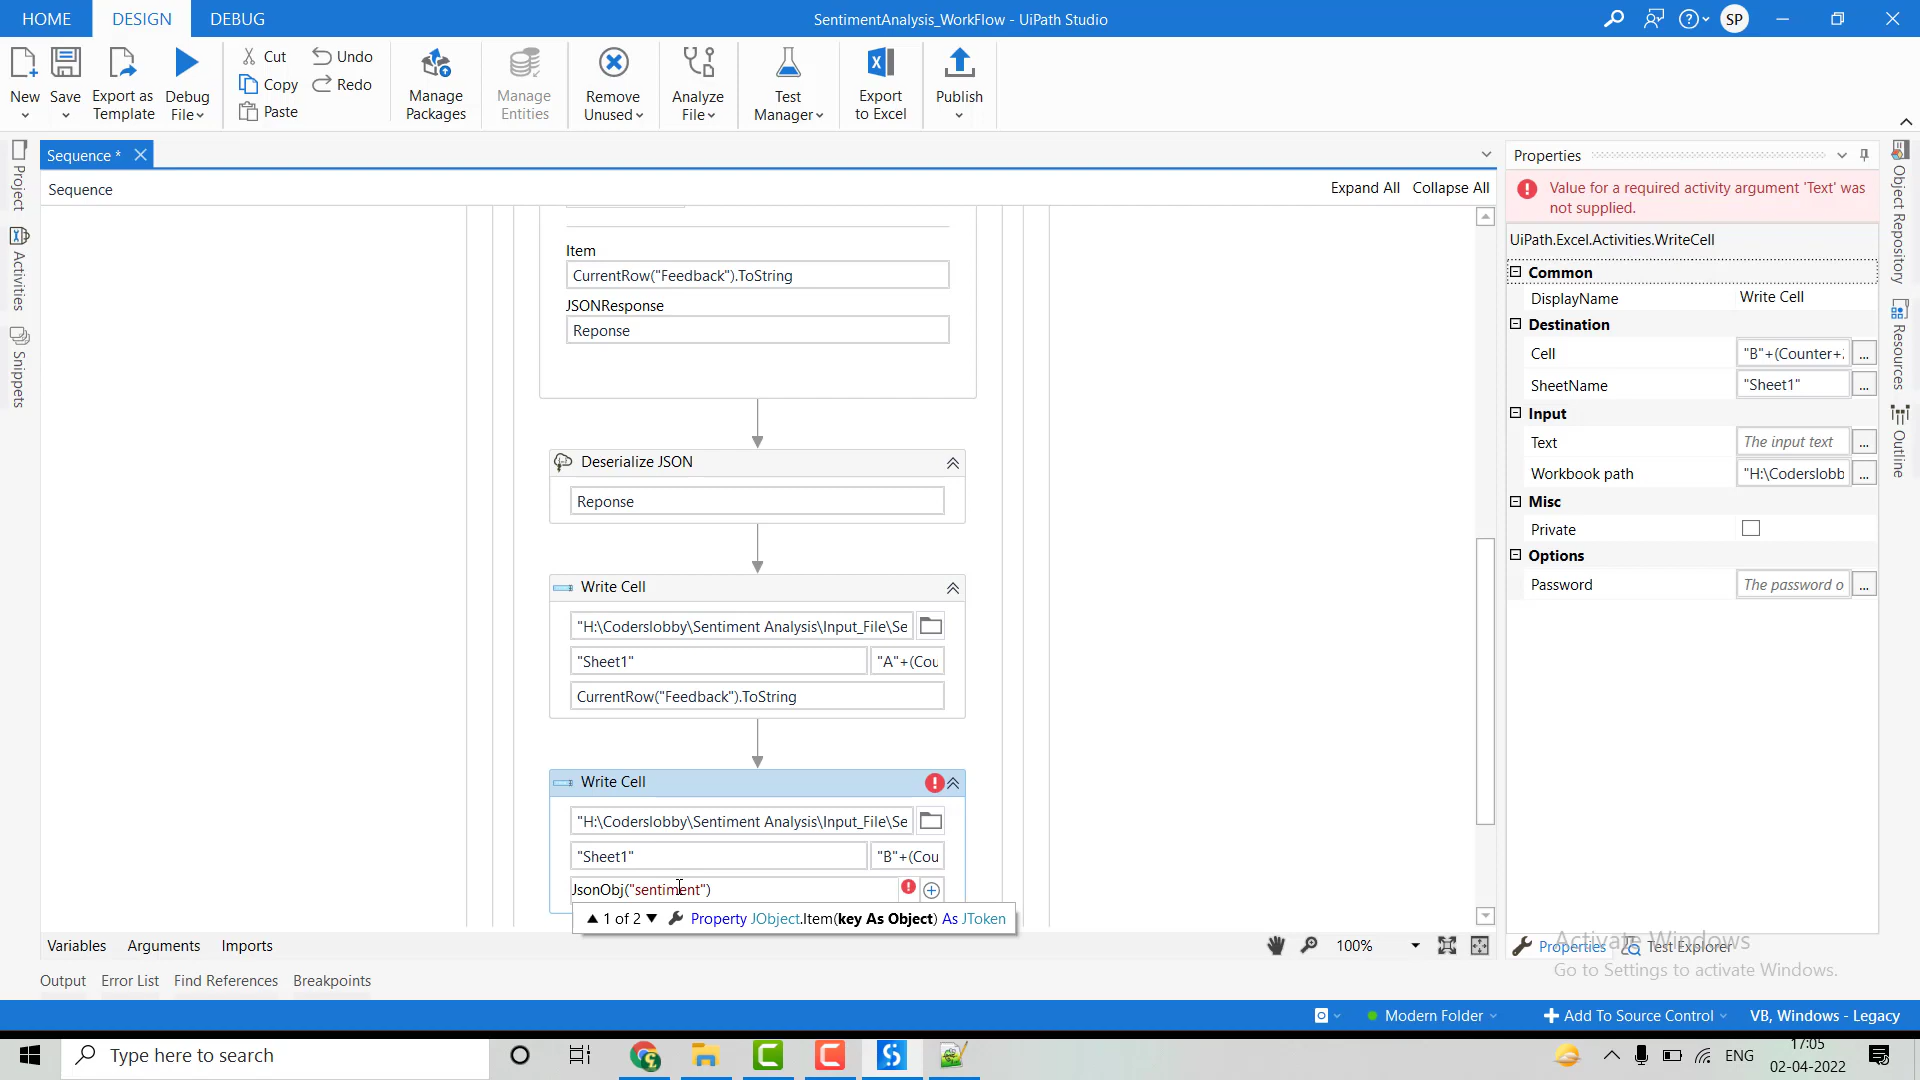 HOME
DESIGN
DEBUG
SentimentAnalysis_WorkFlow - UiPath Studio
SP
New
Save
Export as
Template
Debug
File
Cut
Copy
Paste
Undo
Redo
Manage
Packages
Manage
Entities
Remove
Unused
Analyze
File
Test
Manager
Export
to Excel
Publish
Sequence *
Sequence
Expand All
Collapse All
Project
Activities
Snippets
Item
CurrentRow("Feedback").ToString
JSONResponse
Reponse
Deserialize JSON
Reponse
Write Cell
"H:\Coderslobby\Sentiment Analysis\Input_File\Se
"Sheet1"
"A"+(Cou
CurrentRow("Feedback").ToString
Write Cell
"H:\Coderslobby\Sentiment Analysis\Input_File\Se
"Sheet1"
"B"+(Cou
JsonObj("sentiment")
1 of 2 Property JObject.Item(key As Object) As JToken
Properties
Value for a required activity argument 'Text' was
not supplied.
UiPath.Excel.Activities.WriteCell
Common
DisplayName
Write Cell
Destination
Cell
"B"+(Counter+
...
SheetName
"Sheet1"
...
Input
Text
The input text
...
Workbook path
"H:\Coderslobb
...
Misc
Private
Options
Password
The password o
...
Object Repository
Resources
Outline
Variables
Arguments
Imports
100%
Properties
Test Explorer
Activate Windows
Go to Settings to activate Windows.
Output
Error List
Find References
Breakpoints
Modern Folder
Add To Source Control
VB, Windows - Legacy
Type here to search
ENG
17:05
02-04-2022